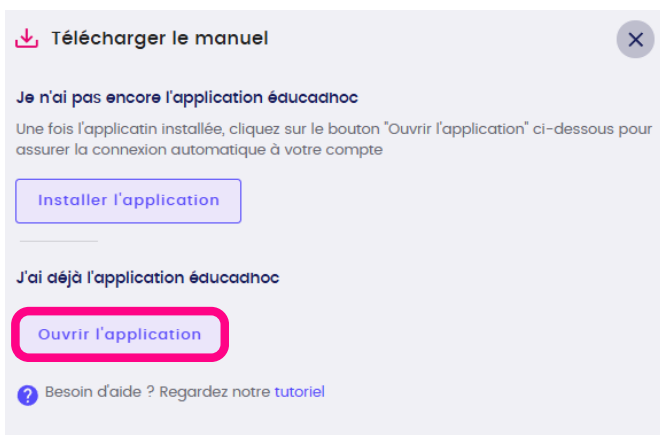 Télécharger le manuel
Je n'ai pas encore l'application éducadhoc
Une fois l'applicatin installée, cliquez sur le bouton "Ouvrir l'application" ci-dessous pour
assurer la connexion automatique à votre compte
Installer l'application
J'ai déjà l'application éducadhoc
Ouvrir l'application
? Besoin d'aide ? Regardez notre tutoriel